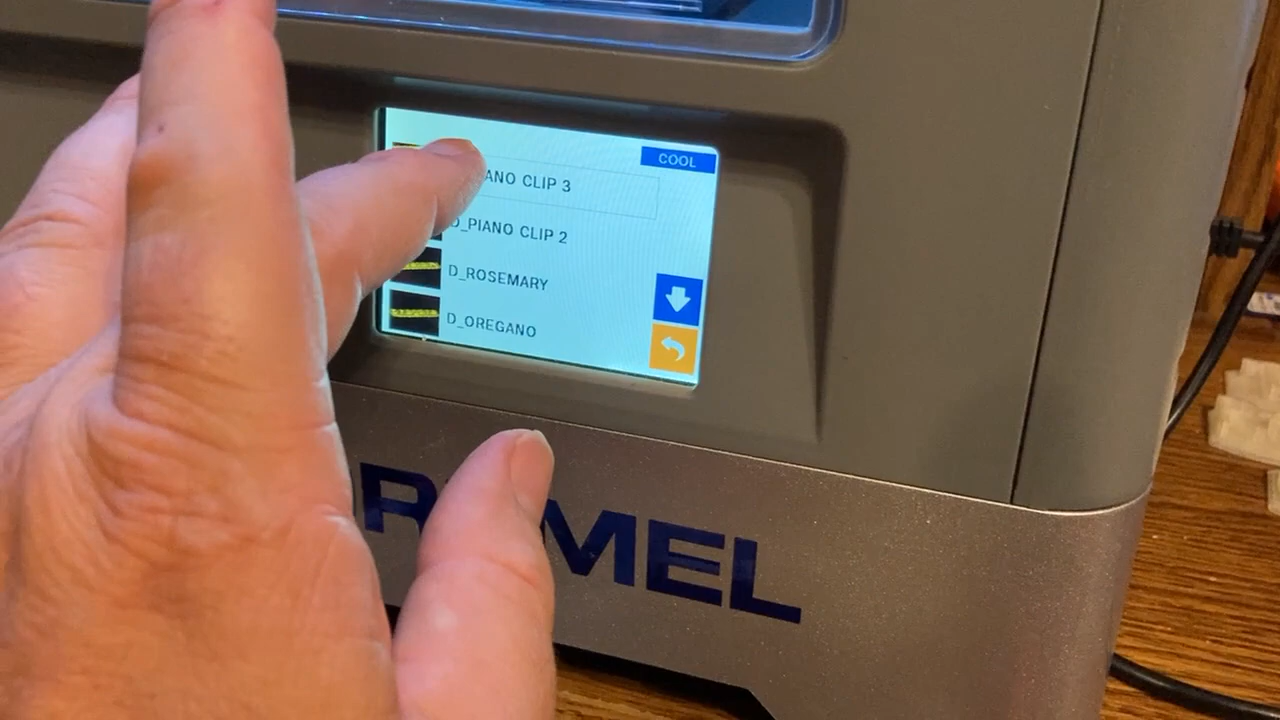 COOL
ANO CLIP 3
D_PIANO CLIP 2
D_ROSEMARY
D_OREGANO
R MEL